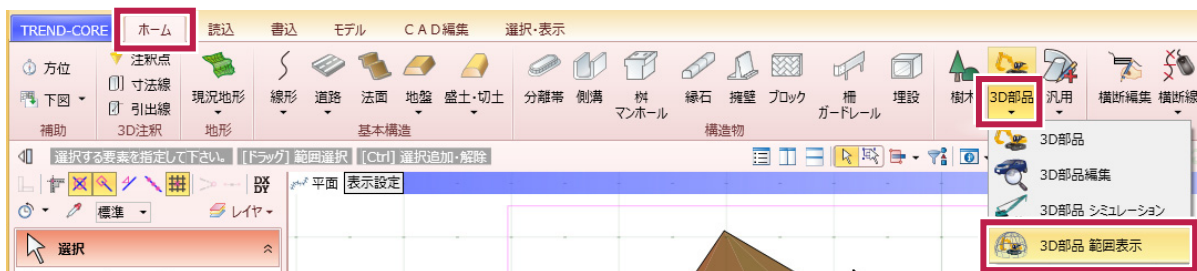 TREND-CORE ホーム 読込 書込 モデル CAD編集 選択・表示
方位 注釈点
寸法線
下図 引出線
現況地形 線形 道路 法面 地盤 盛土・切土 分離帯 側溝 桝 マンホール 縁石 擁壁 ブロック 柵 ガードレール 埋設 樹木 3D部品 汎用 横断編集 横断線
補助 3D注釈 地形 基本構造 構造物
3D部品
選択する要素を指定して下さい。 [ドラッグ] 範囲選択 [Ctrl] 選択追加・解除
3D部品編集
DX
DY
平面 表示設定
標準 レイヤ
3D部品 シミュレーション
選択
3D部品 範囲表示